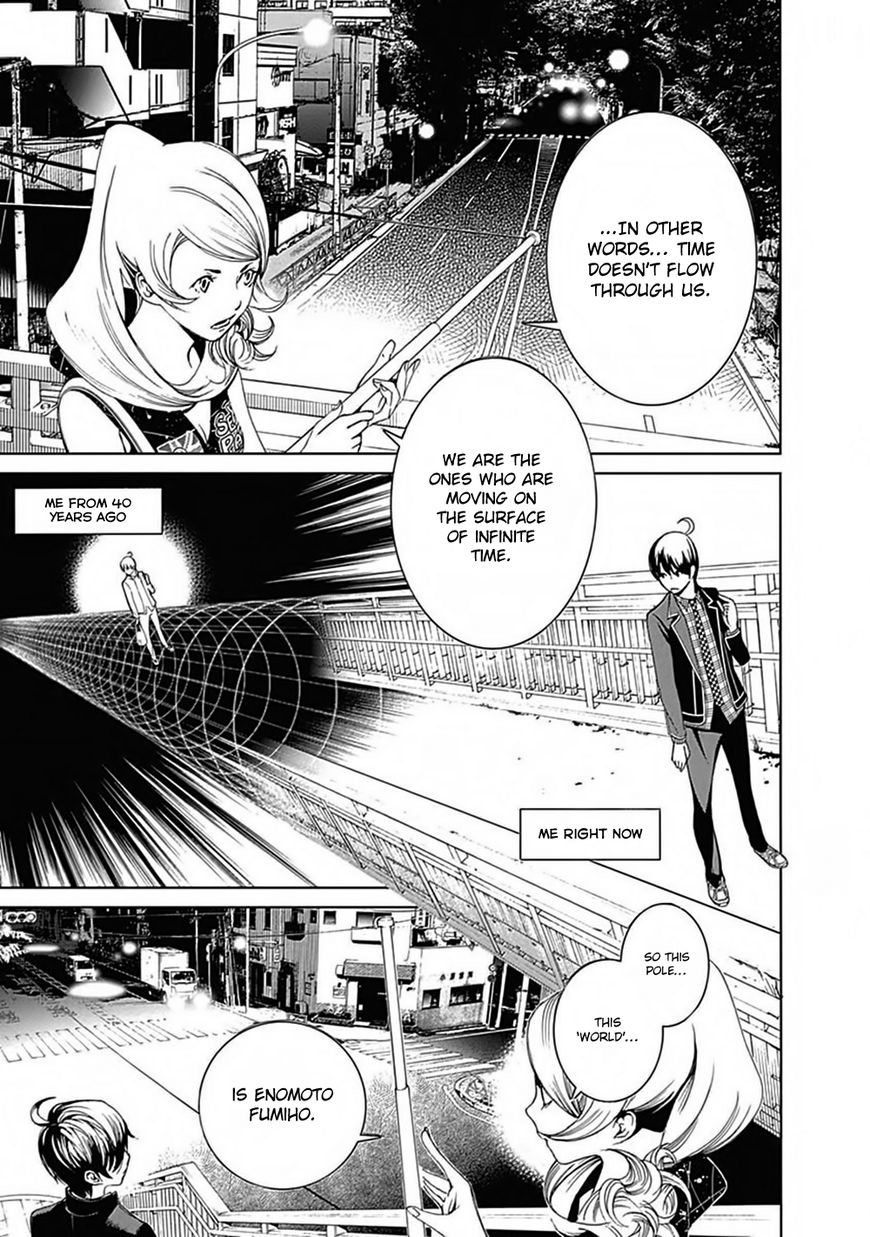 ...IN OTHER
WORDS... TIME
DOESN'T FLOW
THROUGH US.
WE ARE THE
ONES WHO ARE
MOVING ON
THE SURFACE
OF INFINITE
TIME.
ME FROM 40
YEARS AGO
ME RIGHT NOW
SO THIS
POLE...
THIS
'WORLD'...
IS ENOMOTO
FUMIHO.